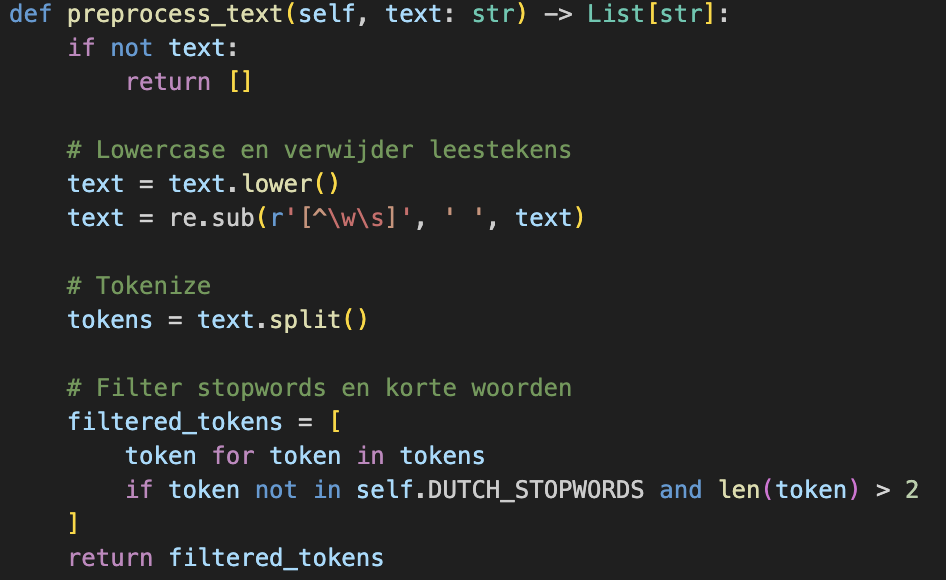 def preprocess_text(self, text: str) -> List[str]:
    if not text:
        return []

    # Lowercase en verwijder leestekens
    text = text.lower()
    text = re.sub(r'[^\w\s]', ' ', text)

    # Tokenize
    tokens = text.split()

    # Filter stopwords en korte woorden
    filtered_tokens = [
        token for token in tokens
        if token not in self.DUTCH_STOPWORDS and len(token) > 2
    ]
    return filtered_tokens